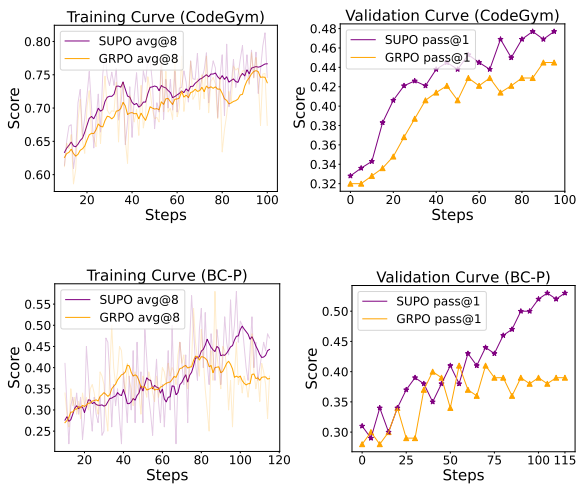 Training Curve (CodeGym)
SUPO avg@8
GRPO avg@8
Score
0.80
0.75
0.70
0.65
0.60
20
40
60
80
100
Steps
Validation Curve (CodeGym)
SUPO pass@1
GRPO pass@1
Score
0.48
0.46
0.44
0.42
0.40
0.38
0.36
0.34
0.32
0
20
40
60
80
100
Steps
Training Curve (BC-P)
SUPO avg@8
GRPO avg@8
Score
0.55
0.50
0.45
0.40
0.35
0.30
0.25
20
40
60
80
100
120
Steps
Validation Curve (BC-P)
SUPO pass@1
GRPO pass@1
Score
0.50
0.45
0.40
0.35
0.30
0
25
50
75
100
115
Steps